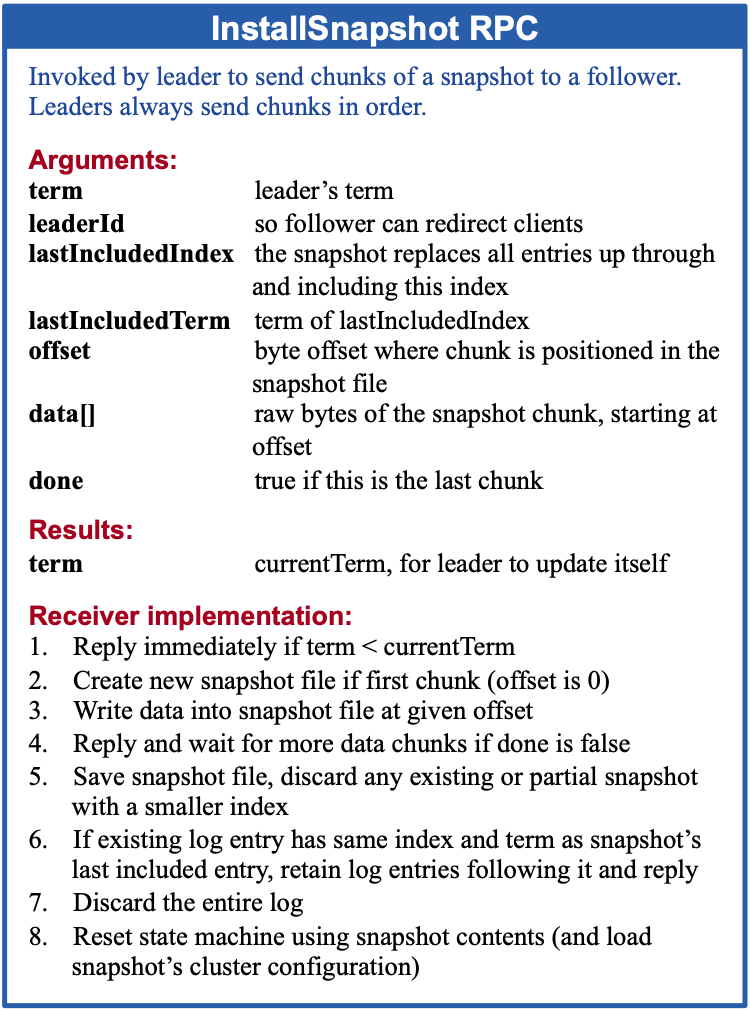 InstallSnapshot RPC
Invoked by leader to send chunks of a snapshot to a follower.
Leaders always send chunks in order.
Arguments:
term leader’s term
leaderId so follower can redirect clients
lastIncludedIndex the snapshot replaces all entries up through
and including this index
lastIncludedTerm term of lastIncludedIndex
offset byte offset where chunk is positioned in the
snapshot file
data[] raw bytes of the snapshot chunk, starting at
offset
done true if this is the last chunk
Results:
term currentTerm, for leader to update itself
Receiver implementation:
1. Reply immediately if term < currentTerm
2. Create new snapshot file if first chunk (offset is 0)
3. Write data into snapshot file at given offset
4. Reply and wait for more data chunks if done is false
5. Save snapshot file, discard any existing or partial snapshot
with a smaller index
6. If existing log entry has same index and term as snapshot’s
last included entry, retain log entries following it and reply
7. Discard the entire log
8. Reset state machine using snapshot contents (and load
snapshot’s cluster configuration)